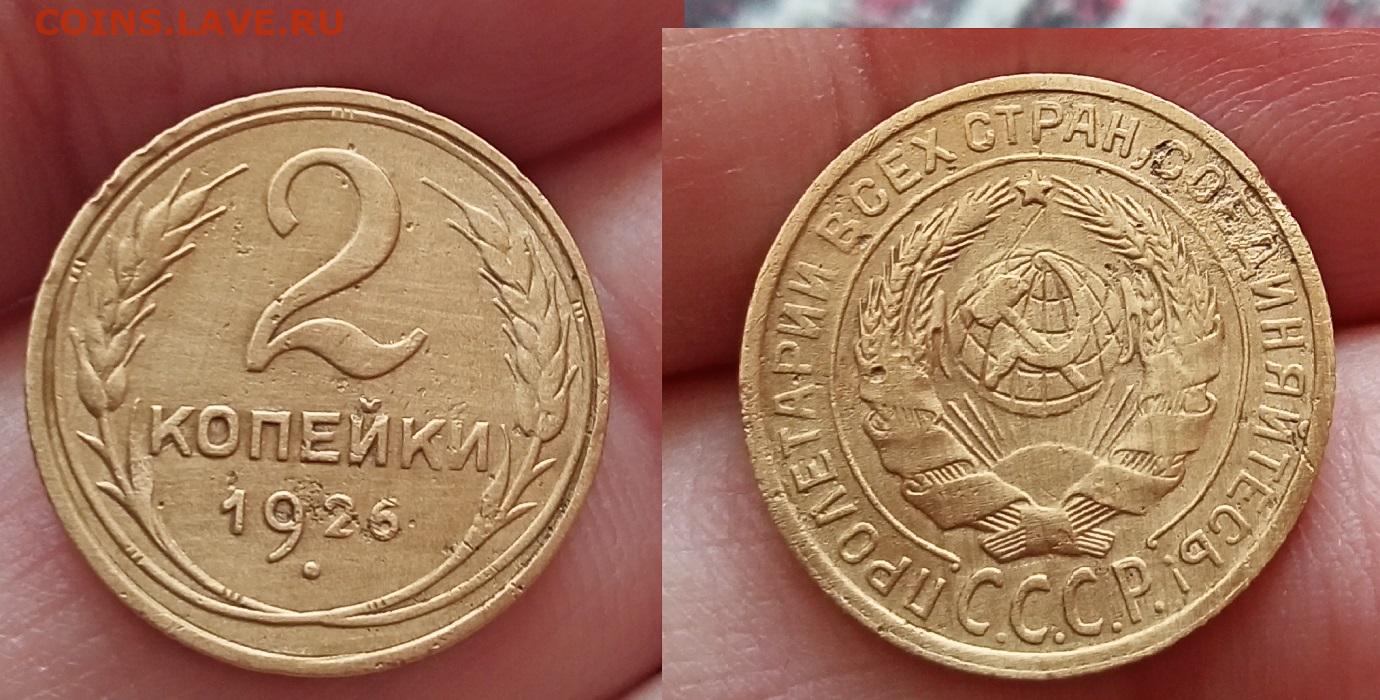 COINS.LAVE.RU
2
КОПЕЙКИ
1926
ПРОЛЕТАРИИ ВСЕХ СТРАН, СОЕДИНЯЙТЕСЬ!
С.С.С.Р.